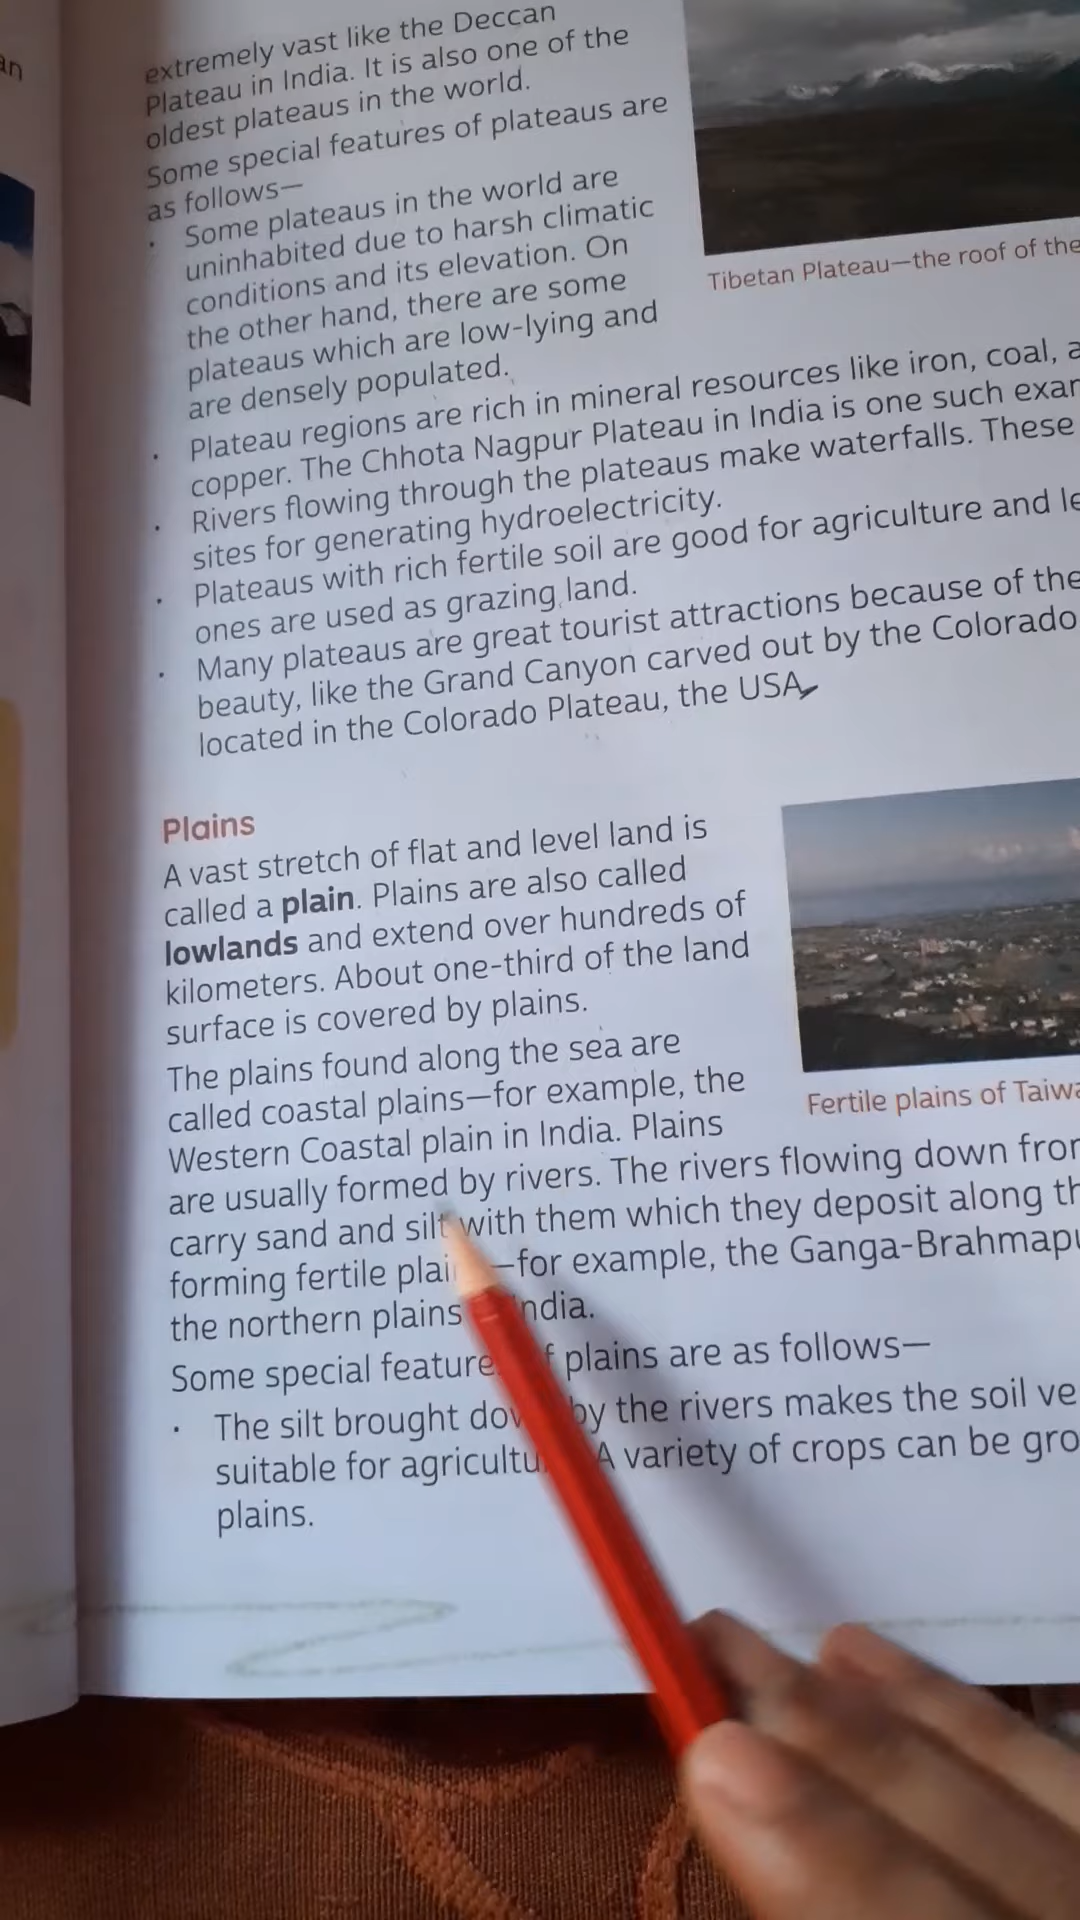 an
extremely vast like the Deccan
Plateau in India. It is also one of the
oldest plateaus in the world.
Some special features of plateaus are
as follows—
· Some plateaus in the world are
uninhabited due to harsh climatic
conditions and its elevation. On
the other hand, there are some
plateaus which are low-lying and
are densely populated.
Tibetan Plateau—the roof of the
· Plateau regions are rich in mineral resources like iron, coal, a
copper. The Chhota Nagpur Plateau in India is one such exam
· Rivers flowing through the plateaus make waterfalls. These
sites for generating hydroelectricity.
· Plateaus with rich fertile soil are good for agriculture and le
ones are used as grazing land.
· Many plateaus are great tourist attractions because of the
beauty, like the Grand Canyon carved out by the Colorado
located in the Colorado Plateau, the USA
Plains
A vast stretch of flat and level land is
called a plain. Plains are also called
lowlands and extend over hundreds of
kilometers. About one-third of the land
surface is covered by plains.
The plains found along the sea are
called coastal plains—for example, the
Western Coastal plain in India. Plains
Fertile plains of Taiwa
are usually formed by rivers. The rivers flowing down from
carry sand and silt with them which they deposit along th
forming fertile plai —for example, the Ganga-Brahmapu
the northern plains India.
Some special feature f plains are as follows—
· The silt brought dow by the rivers makes the soil ve
suitable for agricultu A variety of crops can be gro
plains.